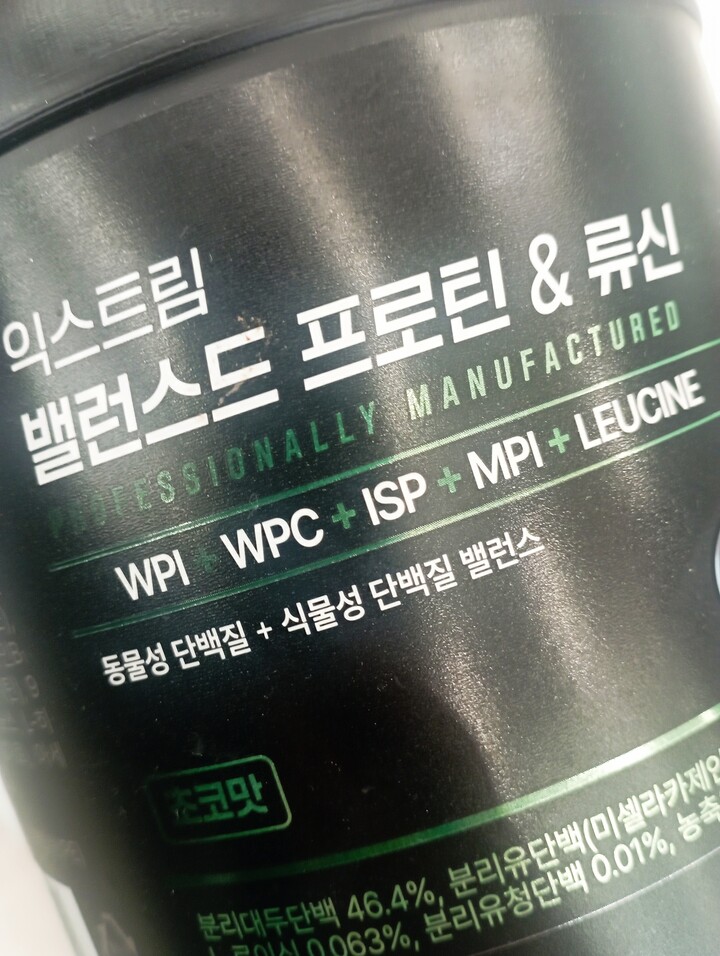 익스트림
밸런스드 프로틴 & 류신
PROFESSIONALLY MANUFACTURED
WPI + WPC + ISP + MPI + LEUCINE
동물성 단백질 + 식물성 단백질 밸런스
초코맛
분리대두단백 46.4%, 분리유단백(미셀라카제인
0.063%, 분리유청단백 0.01%, 농축